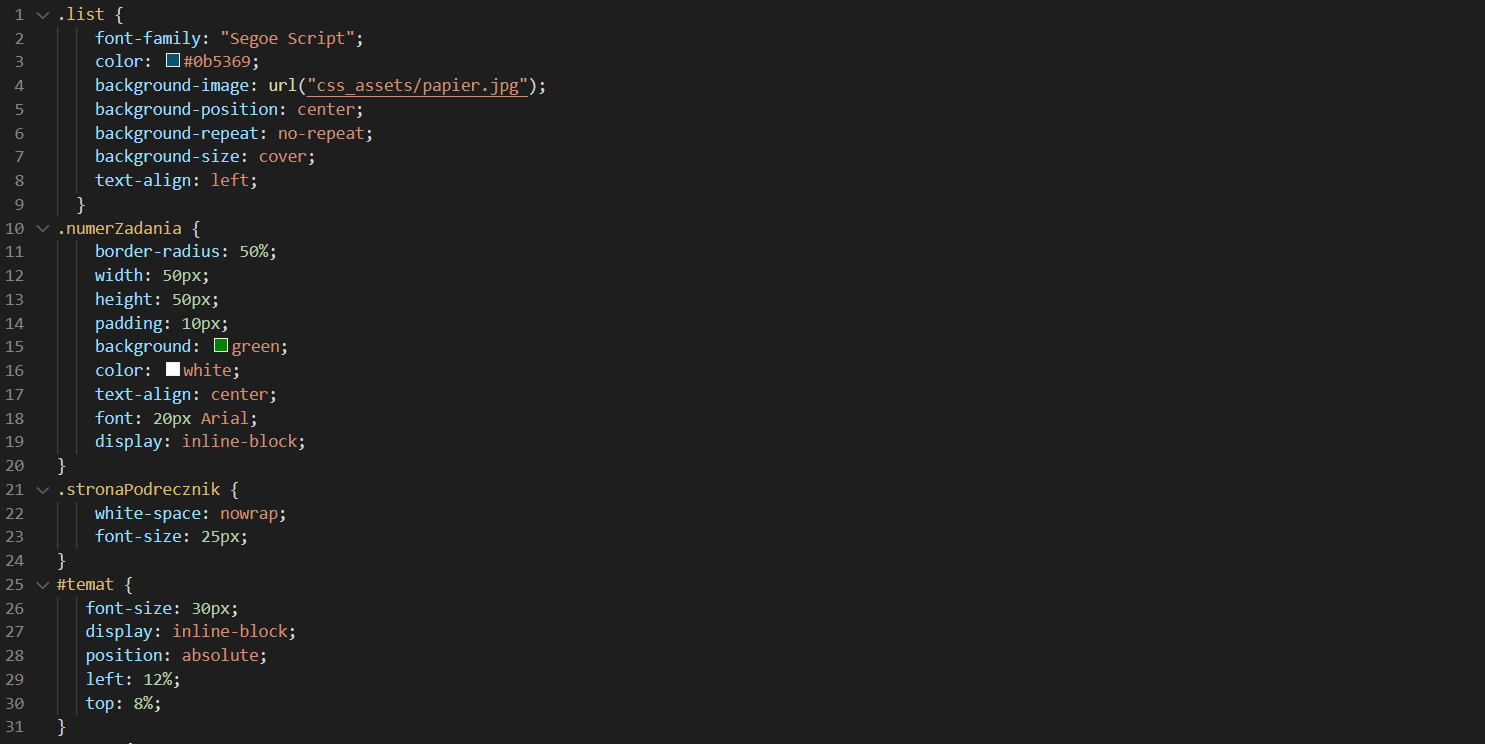 1 .list {
2 font-family: "Segoe Script";
3 color: #0b5369;
4 background-image: url("css_assets/papier.jpg");
5 background-position: center;
6 background-repeat: no-repeat;
7 background-size: cover;
8 text-align: left;
9 }
10 .numerZadania {
11 border-radius: 50%;
12 width: 50px;
13 height: 50px;
14 padding: 10px;
15 background: green;
16 color: white;
17 text-align: center;
18 font: 20px Arial;
19 display: inline-block;
20 }
21 .stronaPodrecznik {
22 white-space: nowrap;
23 font-size: 25px;
24 }
25 #temat {
26 font-size: 30px;
27 display: inline-block;
28 position: absolute;
29 left: 12%;
30 top: 8%;
31 }